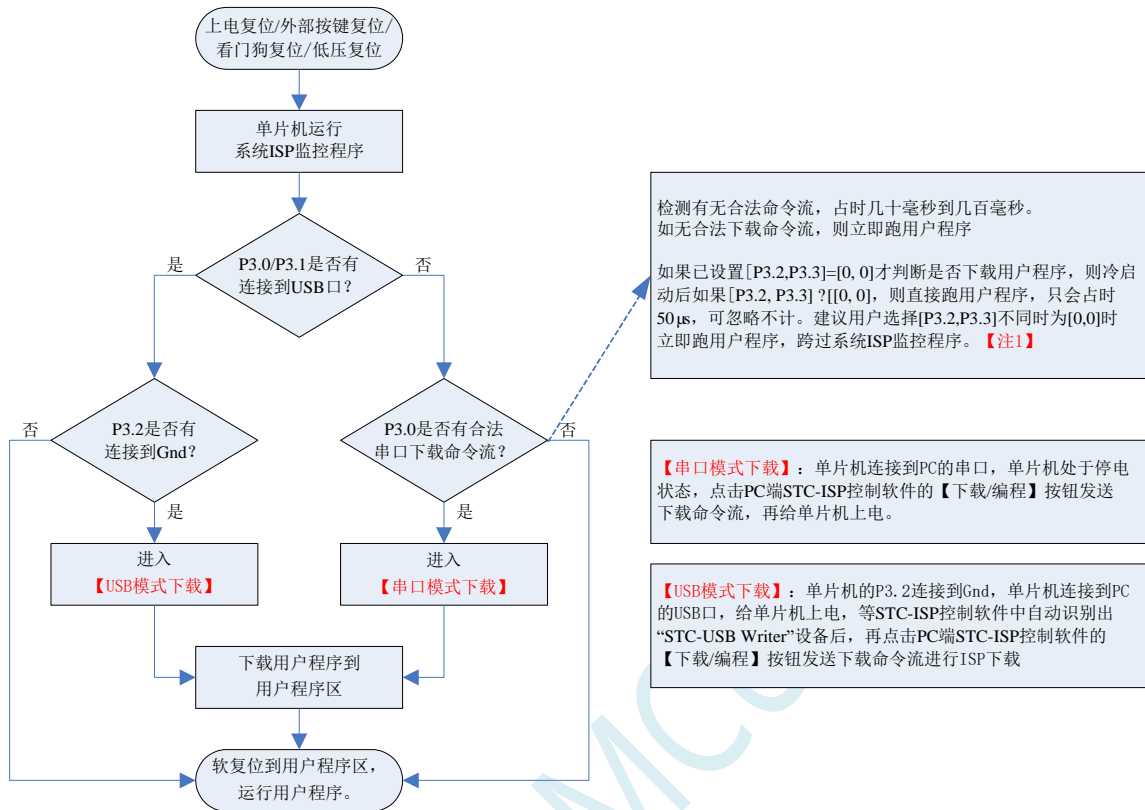 上电复位/外部按键复位/
看门狗复位/低压复位
单片机运行
系统ISP监控程序
P3.0/P3.1是否有
连接到USB口?
是
否
P3.2是否有
连接到Gnd?
否
是
P3.0是否有合法
串口下载命令流?
否
是
进入
【USB模式下载】
进入
【串口模式下载】
下载用户程序到
用户程序区
软复位到用户程序区,
运行用户程序。
检测有无合法命令流，占时几十毫秒到几百毫秒。
如无合法下载命令流，则立即跑用户程序
如果已设置[P3.2,P3.3]=[0, 0]才判断是否下载用户程序，则冷启
动后如果[P3.2, P3.3] ?[[0, 0]，则直接跑用户程序，只会占时
50μs，可忽略不计。建议用户选择[P3.2,P3.3]不同时为[0,0]时
立即跑用户程序，跨过系统ISP监控程序。【注1】
【串口模式下载】：单片机连接到PC的串口，单片机处于停电
状态，点击PC端STC-ISP控制软件的【下载/编程】按钮发送
下载命令流，再给单片机上电。
【USB模式下载】：单片机的P3.2连接到Gnd，单片机连接到PC
的USB口，给单片机上电，等STC-ISP控制软件中自动识别出
“STC-USB Writer”设备后，再点击PC端STC-ISP控制软件的
【下载/编程】按钮发送下载命令流进行ISP下载
MCU